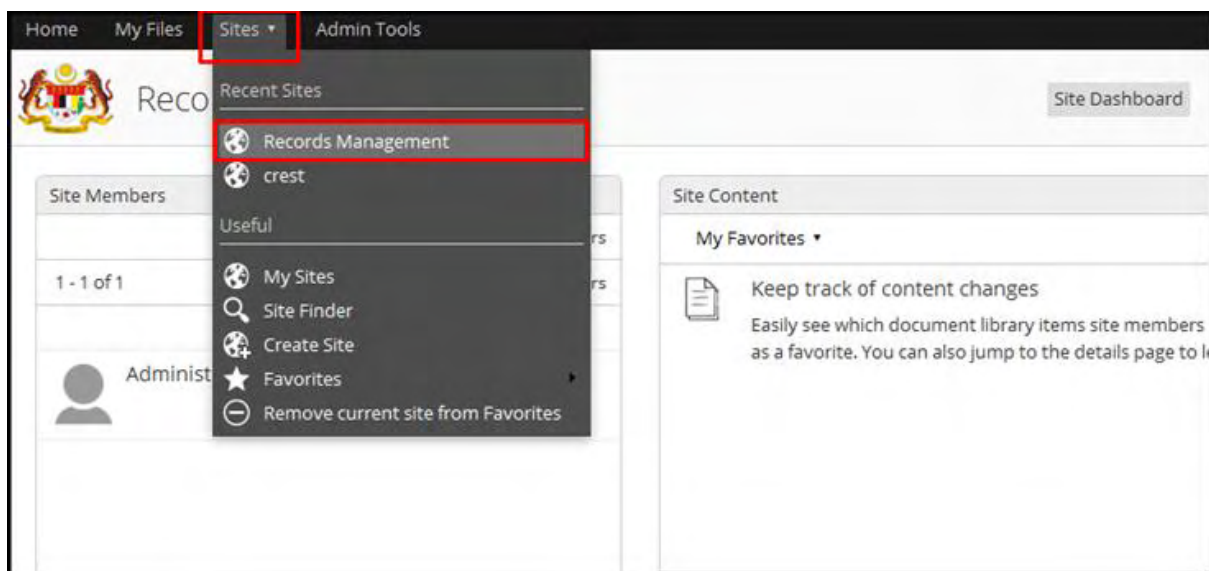 Home My Files Sites ▾ Admin Tools
Reco
Site Dashboard
Recent Sites
Records Management
crest
Useful
My Sites
Site Finder
Create Site
Favorites
Remove current site from Favorites
Site Members
rs
1 - 1 of 1
rs
Administ
Site Content
My Favorites ▾
Keep track of content changes
Easily see which document library items site members
as a favorite. You can also jump to the details page to l